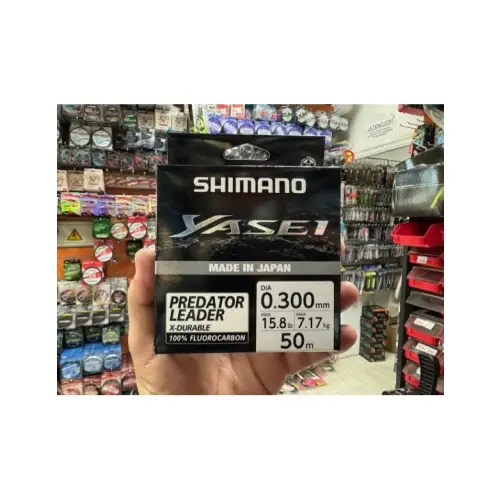 SHIMANO
YASEI
MADE IN JAPAN
PREDATOR
LEADER
X-DURABLE
100% FLUOROCARBON
DIA
0.300mm
MAX MAX
15.8lb 7.17kg
50m